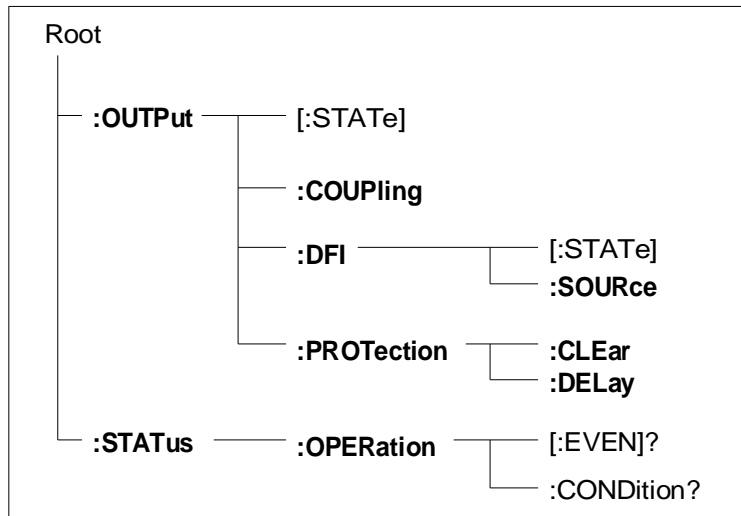 Root
:OUTPut [:STATe]
:COUPling
:DFI [:STATe]
:SOURce
:PROTection :CLEar
:DELay
:STATus :OPERation [:EVEN]?
:CONDition?